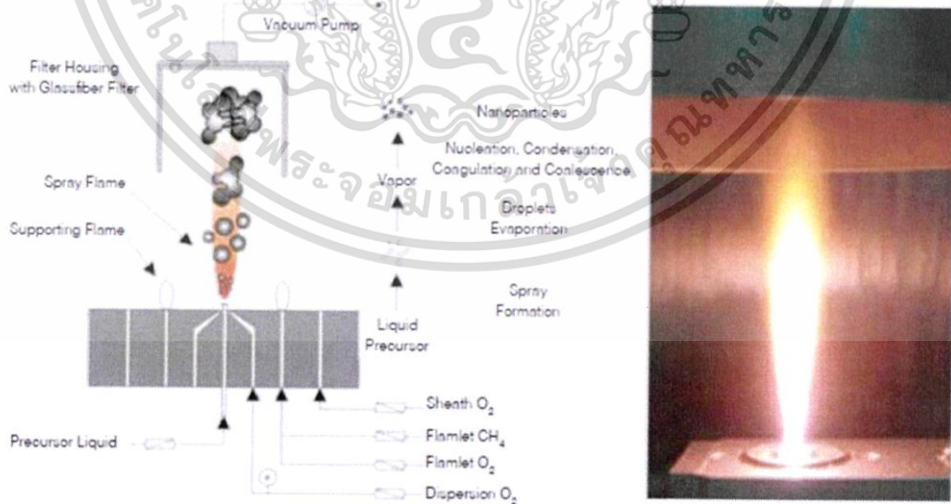 Vacuum Pump
Filter Housing
with Glassfiber Filter
Nanoparticles
Nucleation, Condensation,
Coagulation and Coalescence
Spray Flame
Vapor
Supporting Flame
Droplets
Evaporation
Spray
Formation
Liquid
Precursor
Precursor Liquid
Sheath O₂
Flamlet CH₄
Flamlet O₂
Dispersion O₂